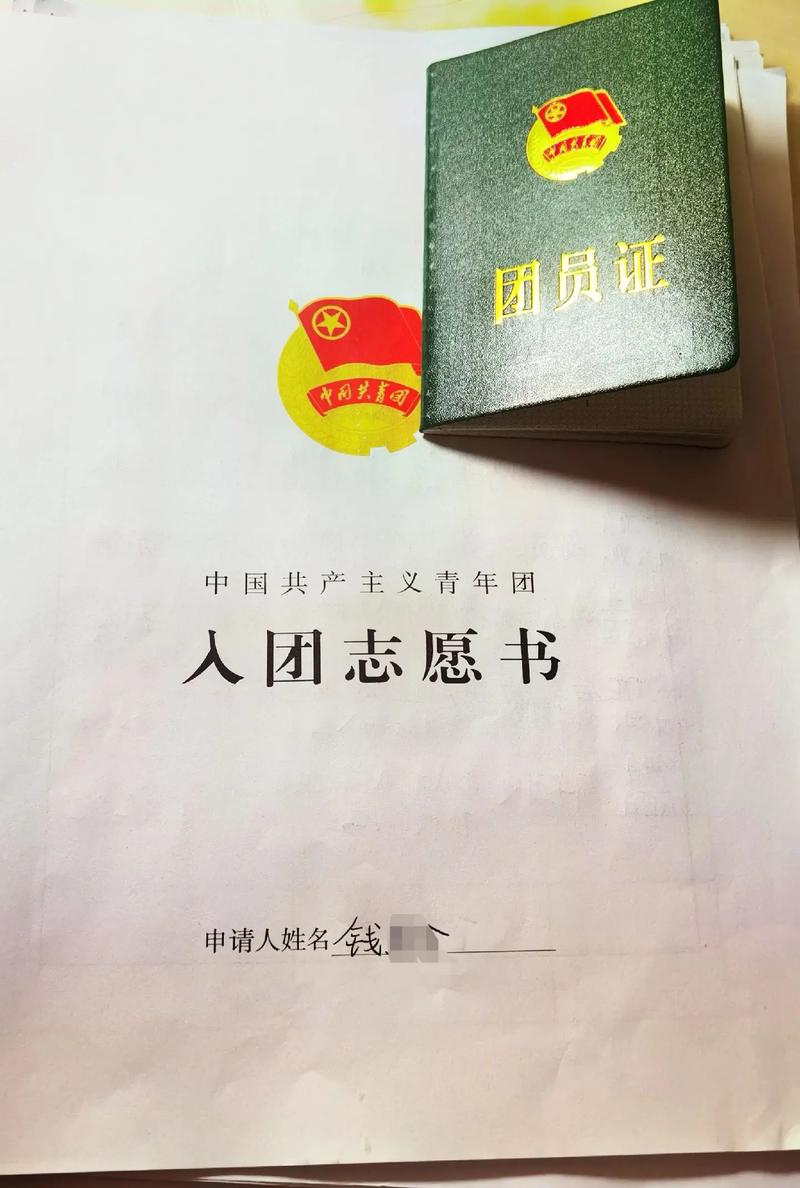 团员证
中国共青团
中国共产主义青年团
入团志愿书
申请人姓名钱